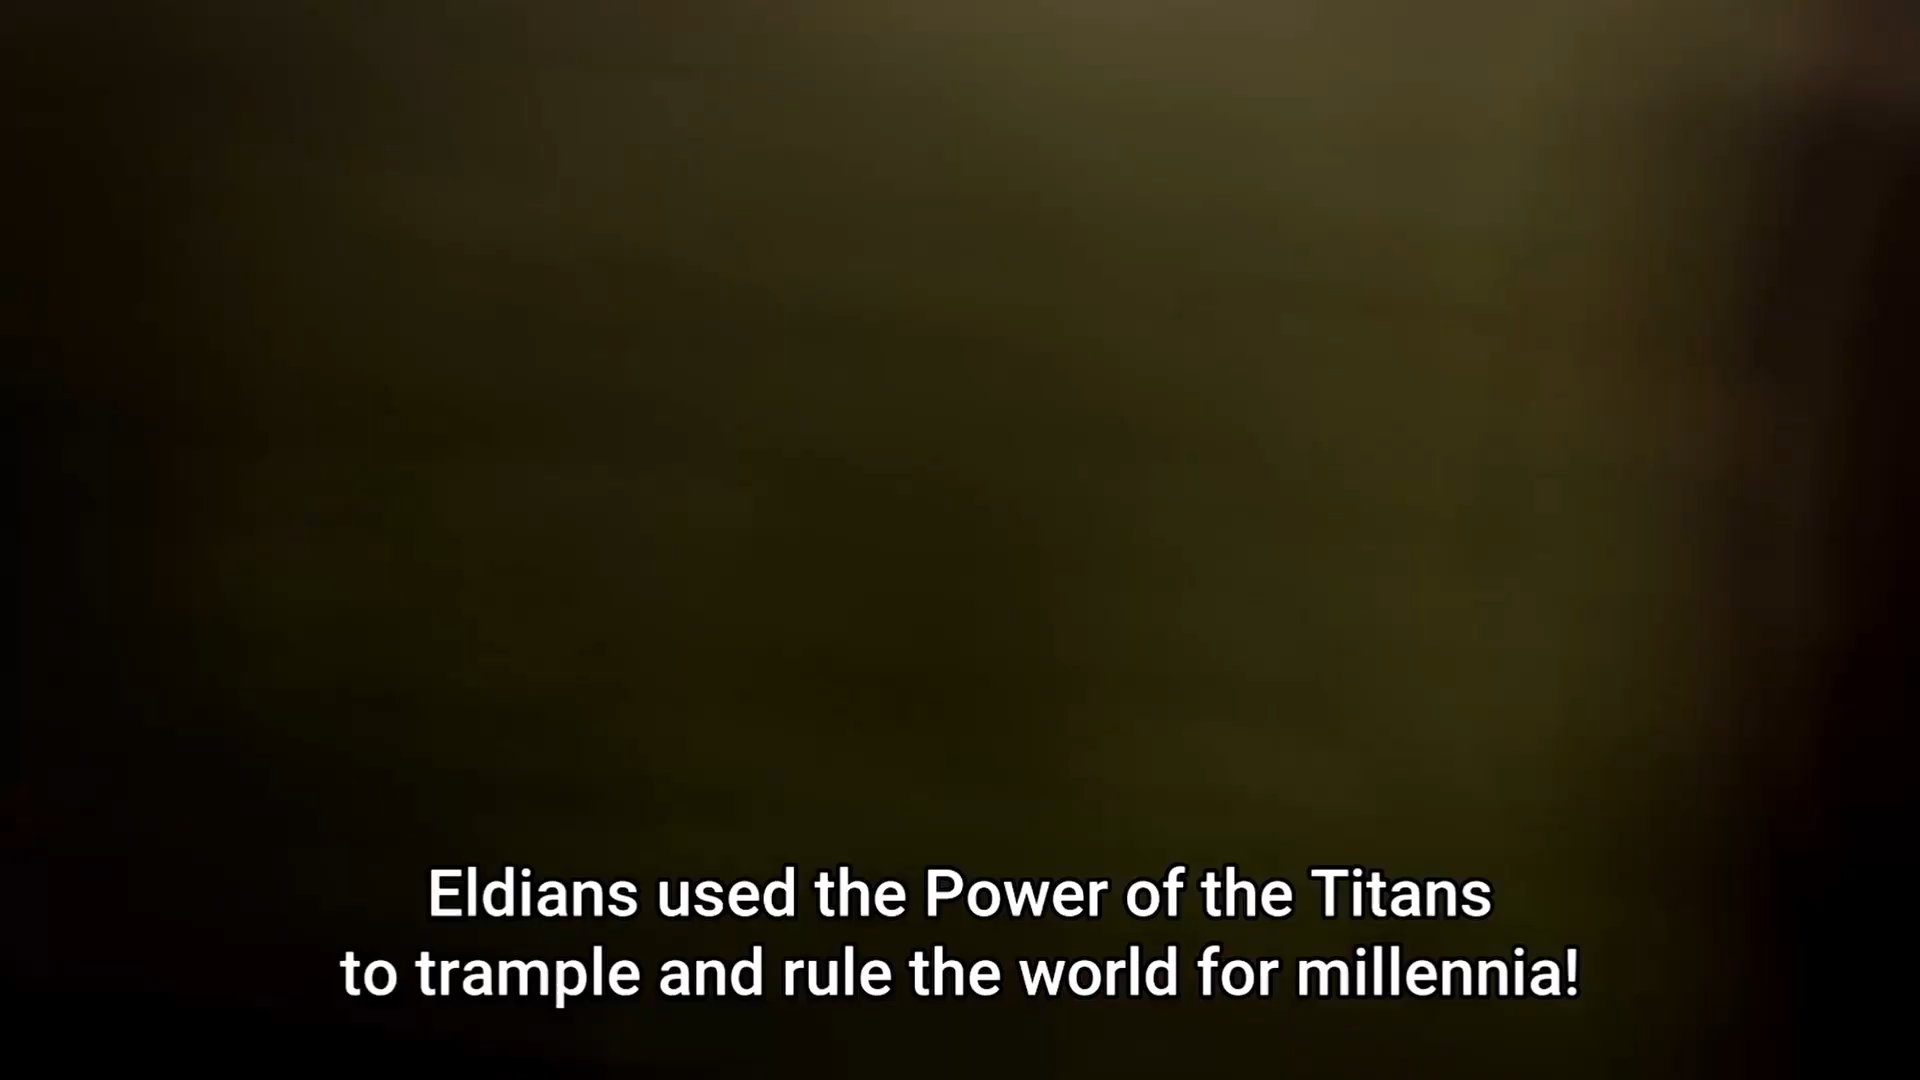 Eldians used the Power of the Titans
to trample and rule the world for millennia!